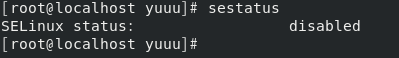 [root@localhost yuuu]# sestatus
SELinux status:                 disabled
[root@localhost yuuu]#